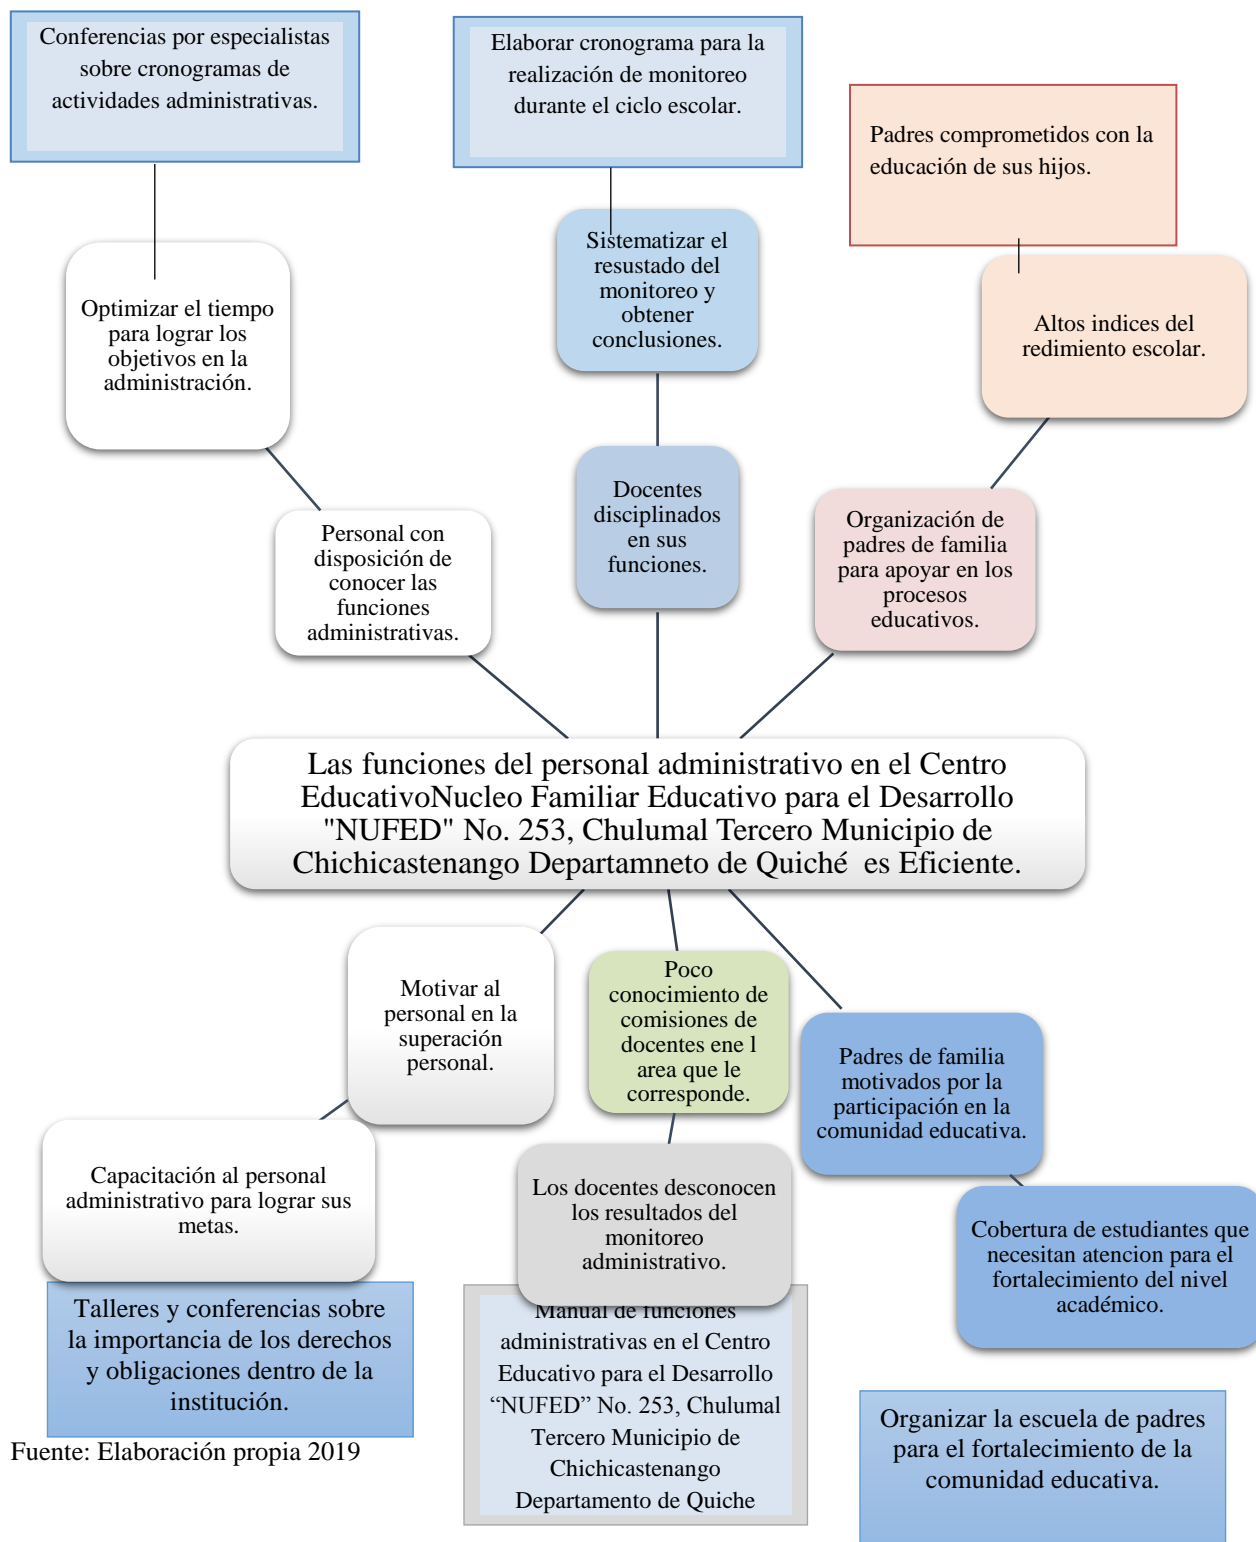 Conferencias por especialistas
sobre cronogramas de
actividades administrativas.
Elaborar cronograma para la
realización de monitoreo
durante el ciclo escolar.
Padres comprometidos con la
educación de sus hijos.
Optimizar el tiempo
para lograr los
objetivos en la
administración.
Sistematizar el
resustado del
monitoreo y
obtener
conclusiones.
Altos indices del
redimiento escolar.
Personal con
disposición de
conocer las
funciones
administrativas.
Docentes
disciplinados
en sus
funciones.
Organización de
padres de familia
para apoyar en los
procesos
educativos.
Las funciones del personal administrativo en el Centro
EducativoNucleo Familiar Educativo para el Desarrollo
"NUFED" No. 253, Chulumal Tercero Municipio de
Chichicastenango Departamneto de Quiché es Eficiente.
Motivar al
personal en la
superación
personal.
Poco
conocimiento de
comisiones de
docentes ene l
area que le
corresponde.
Padres de familia
motivados por la
participación en la
comunidad educativa.
Capacitación al personal
administrativo para lograr sus
metas.
Los docentes desconocen
los resultados del
monitoreo
administrativo.
Cobertura de estudiantes que
necesitan atencion para el
fortalecimiento del nivel
académico.
Talleres y conferencias sobre
la importancia de los derechos
y obligaciones dentro de la
institución.
Manual de funciones
administrativas en el Centro
Educativo para el Desarrollo
“NUFED” No. 253, Chulumal
Tercero Municipio de
Chichicastenango
Departamento de Quiche
Organizar la escuela de padres
para el fortalecimiento de la
comunidad educativa.
Fuente: Elaboración propia 2019